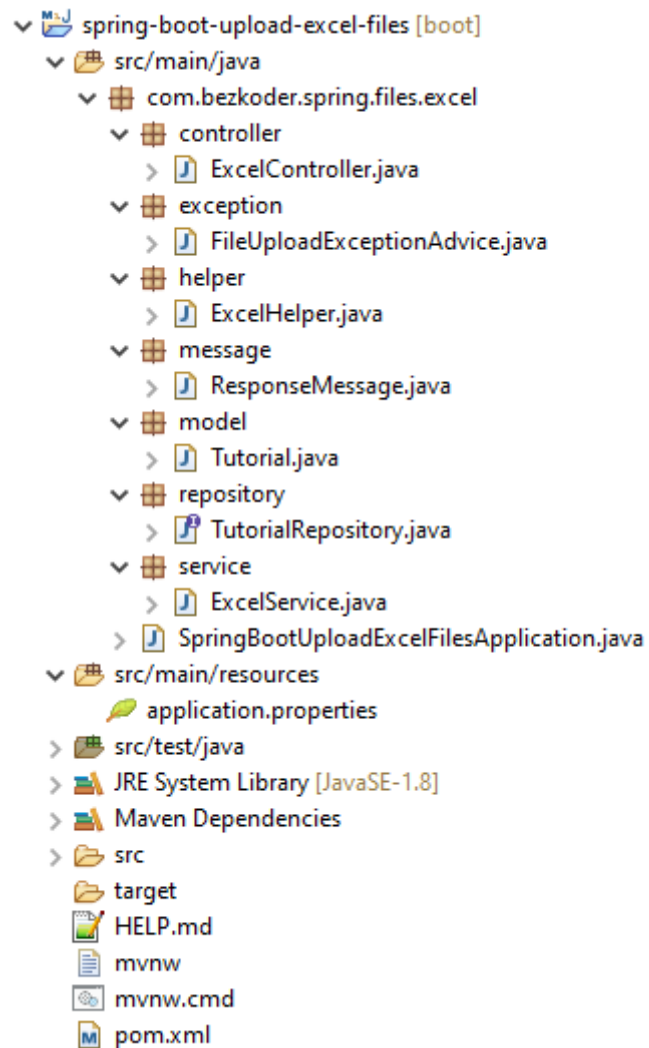 spring-boot-upload-excel-files [boot]
src/main/java
com.bezkoder.spring.files.excel
controller
ExcelController.java
exception
FileUploadExceptionAdvice.java
helper
ExcelHelper.java
message
ResponseMessage.java
model
Tutorial.java
repository
TutorialRepository.java
service
ExcelService.java
SpringBootUploadExcelFilesApplication.java
src/main/resources
application.properties
src/test/java
JRE System Library [JavaSE-1.8]
Maven Dependencies
src
target
HELP.md
mvnw
mvnw.cmd
pom.xml